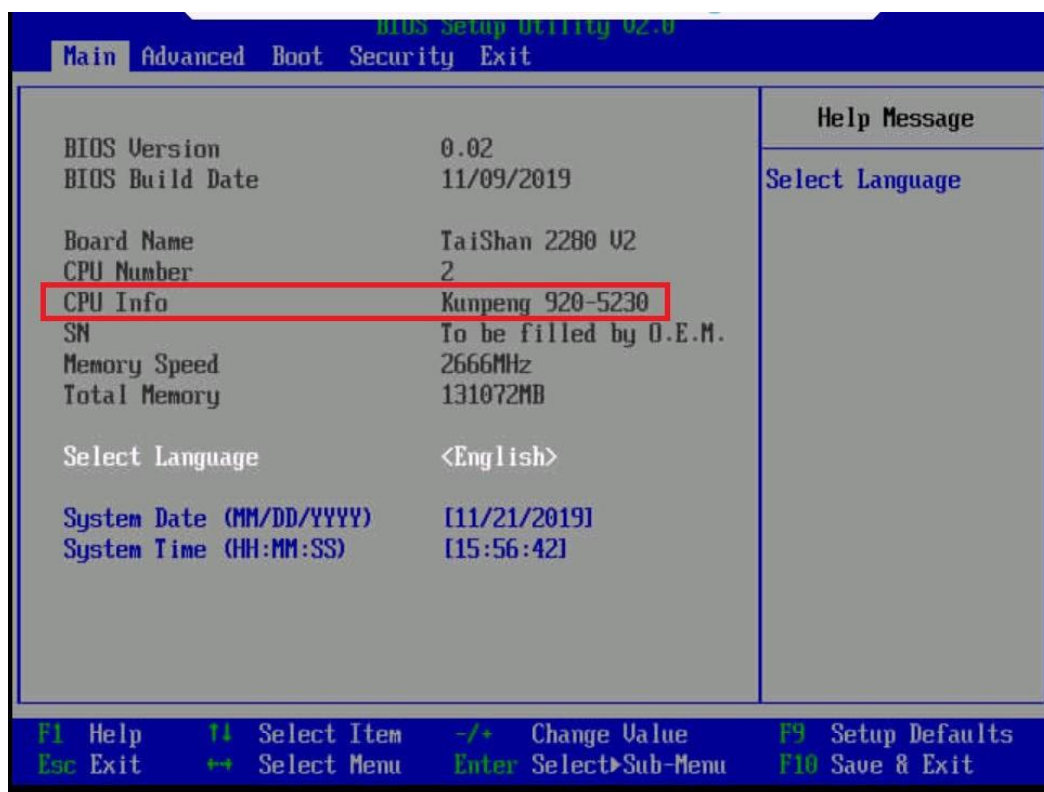 BIOS Setup Utility V2.0
Main Advanced Boot Security Exit
Help Message
Select Language
BIOS Version 0.02
BIOS Build Date 11/09/2019
Board Name TaiShan 2280 V2
CPU Number 2
CPU Info Kunpeng 920-5230
SN To be filled by O.E.M.
Memory Speed 2666MHz
Total Memory 131072MB
Select Language <English>
System Date (MM/DD/YYYY) [11/21/2019]
System Time (HH:MM:SS) [15:56:42]
F1 Help ↑↓ Select Item -/+ Change Value F9 Setup Defaults
Esc Exit ↔ Select Menu Enter Select▶Sub-Menu F10 Save & Exit